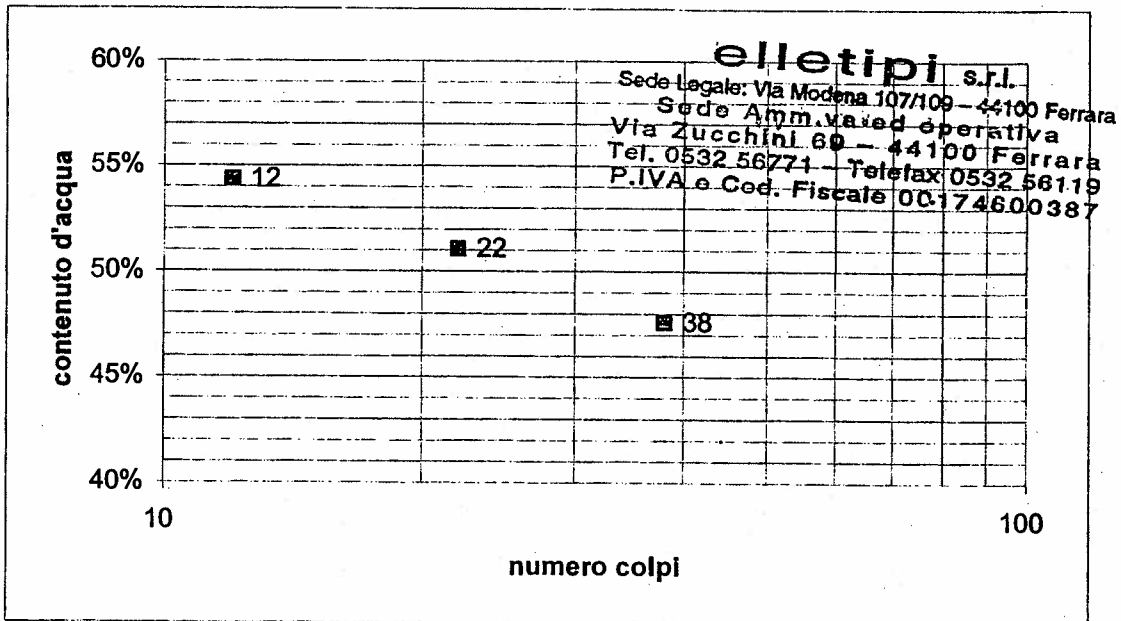 elletipi s.r.l.
Sede Legale: Via Modena 107/109 - 44100 Ferrara
Sede Amm.va ed operativa
Via Zucchini 69 - 44100 Ferrara
Tel. 0532 56771 - Telefax 0532 56119
P.IVA e Cod. Fiscale 00174600387
60%
55%
50%
45%
40%
contenuto d'acqua
12
22
38
10
100
numero colpi